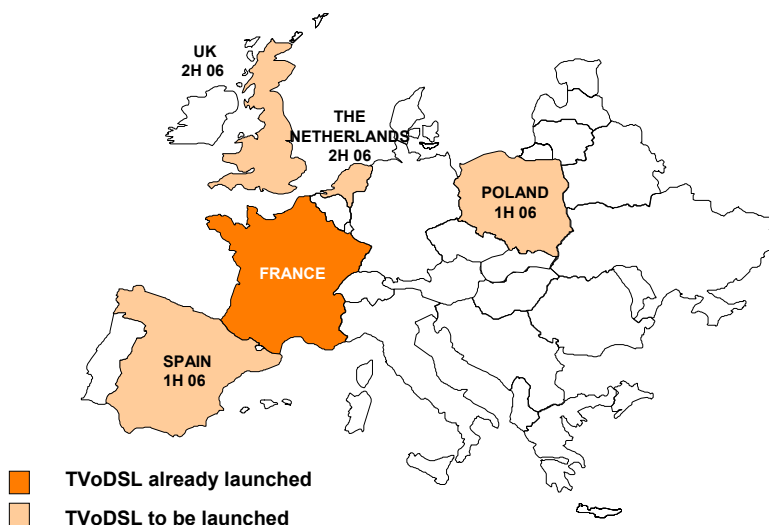 UK
2H 06
THE
NETHERLANDS
2H 06
POLAND
1H 06
FRANCE
SPAIN
1H 06
TVoDSL already launched
TVoDSL to be launched